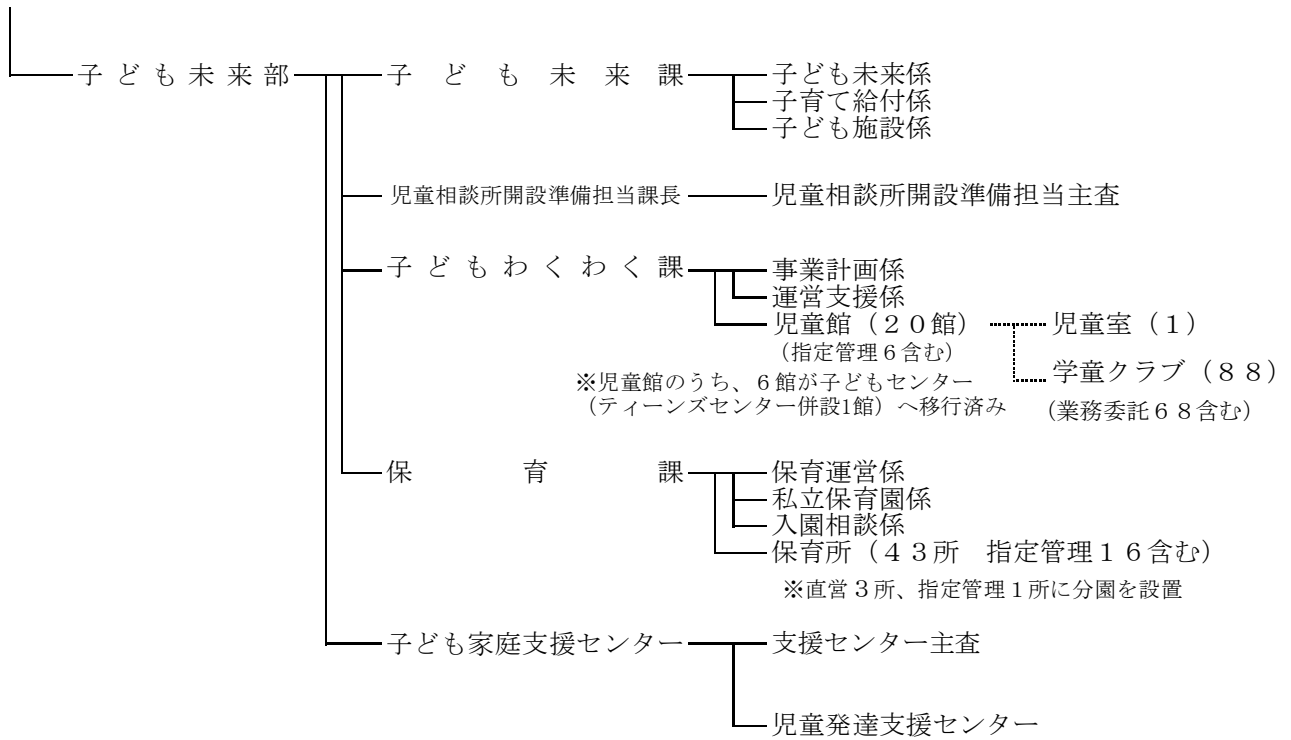 子ども未来部
子ども未来課
子ども未来係
子育て給付係
子ども施設係
児童相談所開設準備担当課長
児童相談所開設準備担当主査
子どもわくわく課
事業計画係
運営支援係
児童館（２０館）
（指定管理６含む）
児童室（１）
学童クラブ（８８）
（業務委託６８含む）
※児童館のうち、６館が子どもセンター
（ティーンズセンター併設1館）へ移行済み
保育課
保育運営係
私立保育園係
入園相談係
保育所（４３所　指定管理１６含む）
※直営３所、指定管理１所に分園を設置
子ども家庭支援センター
支援センター主査
児童発達支援センター